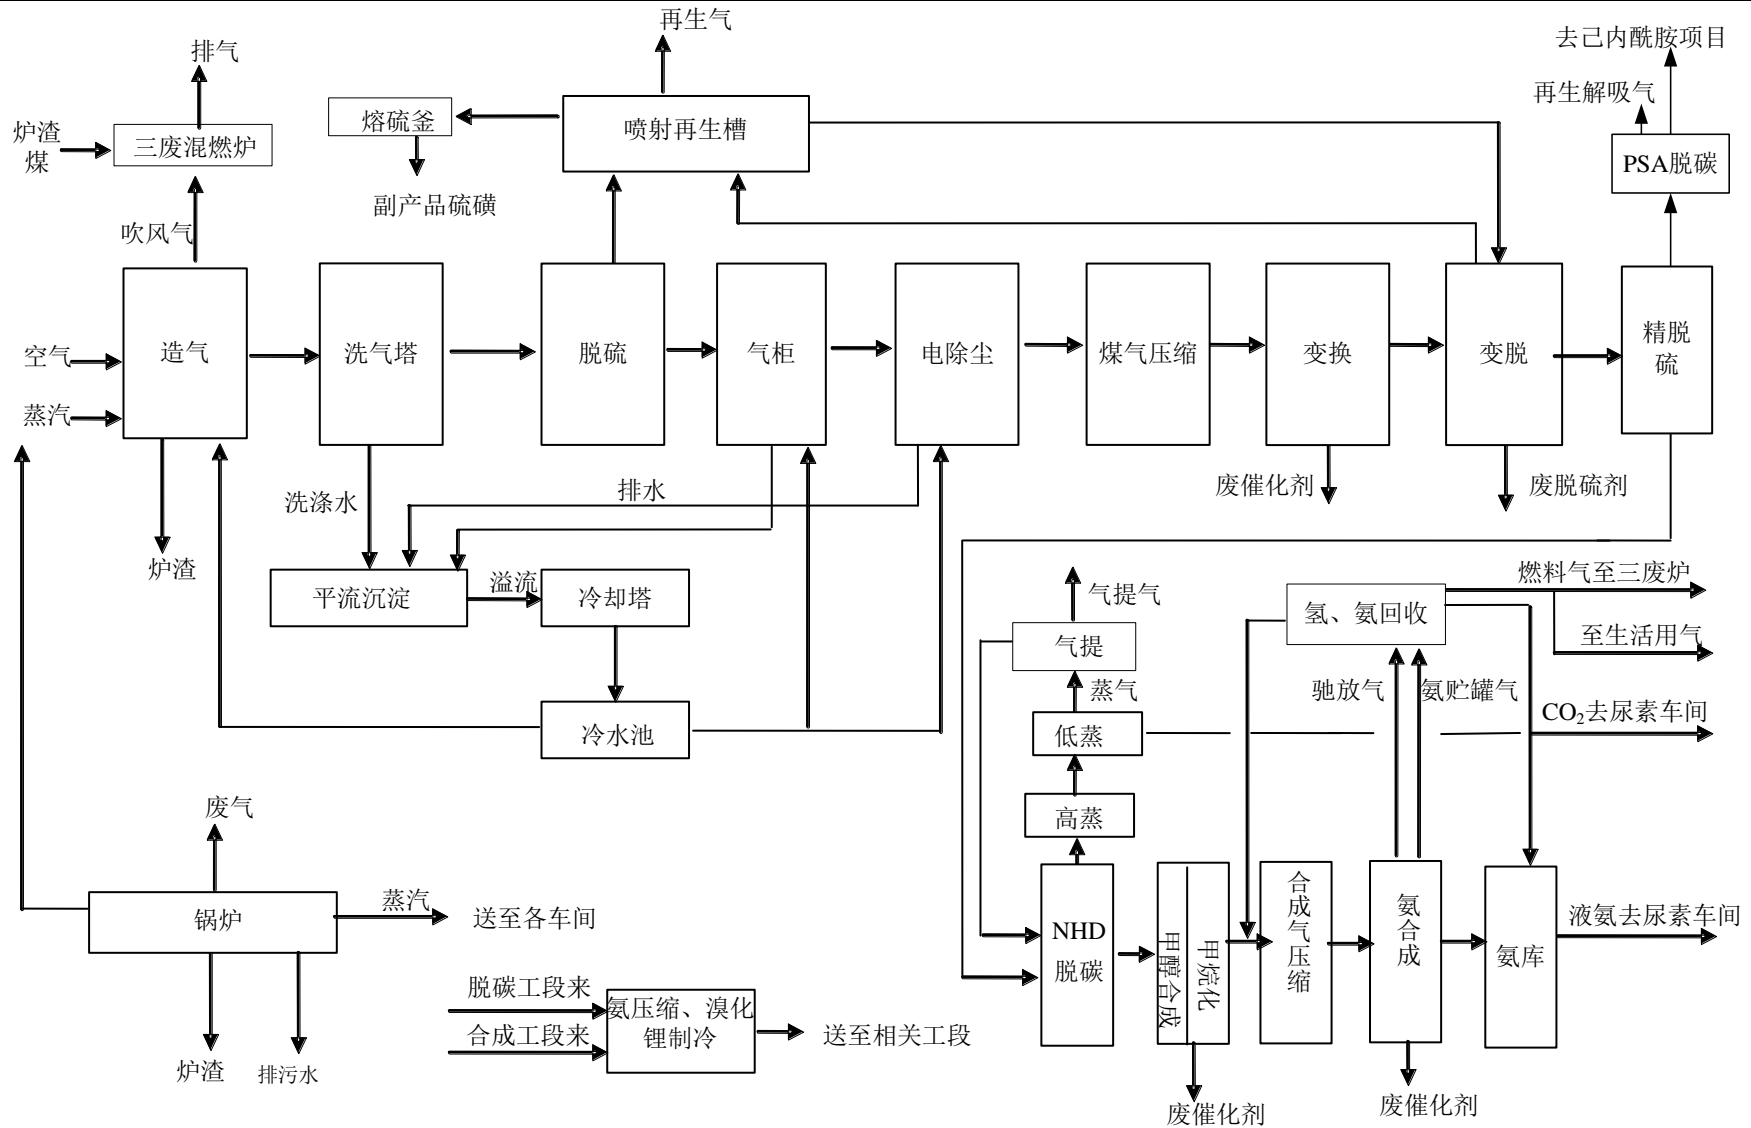 再生气
去己内酰胺项目
排气
再生解吸气
熔硫釜
喷射再生槽
炉渣
煤
三废混燃炉
PSA脱碳
副产品硫磺
吹风气
造气
洗气塔
脱硫
气柜
电除尘
煤气压缩
变换
变脱
精脱
硫
空气
蒸汽
洗涤水
排水
废催化剂
废脱硫剂
炉渣
平流沉淀
溢流
冷却塔
气提气
氢、氨回收
燃料气至三废炉
气提
至生活用气
蒸气
驰放气
氨贮罐气
冷水池
低蒸
CO₂去尿素车间
废气
高蒸
锅炉
蒸汽
送至各车间
NHD
脱碳
甲醇合成
甲烷化
合成气压缩
氨合成
氨库
液氨去尿素车间
脱碳工段来
合成工段来
氨压缩、溴化
锂制冷
送至相关工段
炉渣
排污水
废催化剂
废催化剂